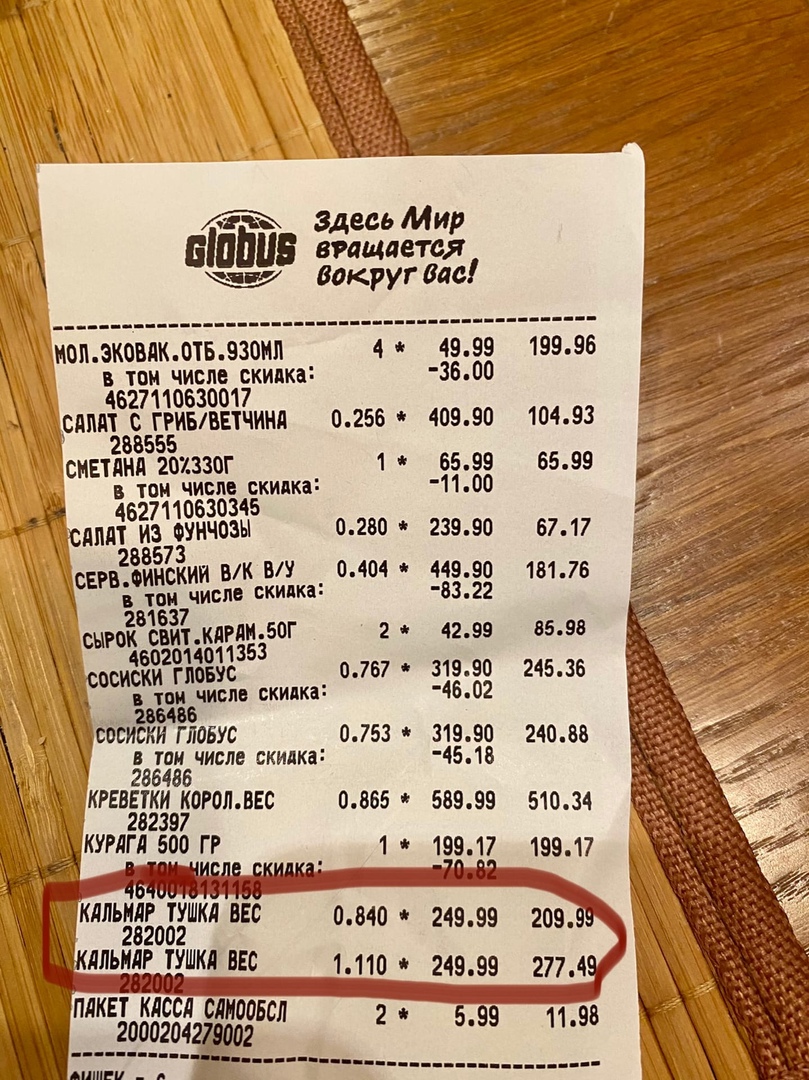 GLOBUS
Здесь Мир
вращается
вокруг Вас!
МОЛ.ЭКОВАК.ОТБ.930МЛ 4 * 49.99 199.96
В ТОМ ЧИСЛЕ СКИДКА: -36.00
4627110630017
САЛАТ С ГРИБ/ВЕТЧИНА 0.256 * 409.90 104.93
288555
СМЕТАНА 20%330Г 1 * 65.99 65.99
В ТОМ ЧИСЛЕ СКИДКА: -11.00
4627110630345
САЛАТ ИЗ ФУНЧОЗЫ 0.280 * 239.90 67.17
288573
СЕРВ.ФИНСКИЙ В/К В/У 0.404 * 449.90 181.76
В ТОМ ЧИСЛЕ СКИДКА: -83.22
281637
СЫРОК СВИТ.КАРАМ.50Г 2 * 42.99 85.98
4602014011353
СОСИСКИ ГЛОБУС 0.767 * 319.90 245.36
В ТОМ ЧИСЛЕ СКИДКА: -46.02
286486
СОСИСКИ ГЛОБУС 0.753 * 319.90 240.88
В ТОМ ЧИСЛЕ СКИДКА: -45.18
286486
КРЕВЕТКИ КОРОЛ.ВЕС 0.865 * 589.99 510.34
282397
КУРАГА 500 ГР 1 * 199.17 199.17
В ТОМ ЧИСЛЕ СКИДКА: -70.82
4640018131158
КАЛЬМАР ТУШКА ВЕС 0.840 * 249.99 209.99
282002
КАЛЬМАР ТУШКА ВЕС 1.110 * 249.99 277.49
282002
ПАКЕТ КАССА САМООБСЛ 2 * 5.99 11.98
2000204279002